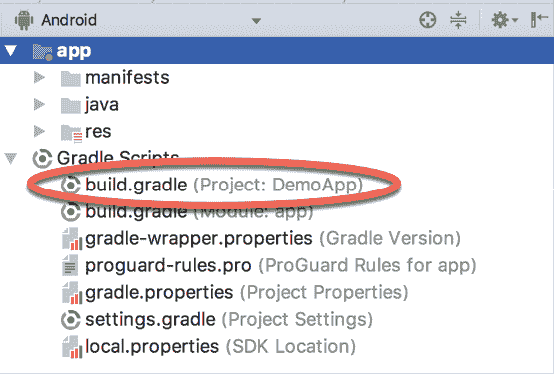 Android
app
manifests
java
res
Gradle Scripts
build.gradle (Project: DemoApp)
build.gradle (Module: app)
gradle-wrapper.properties (Gradle Version)
proguard-rules.pro (ProGuard Rules for app)
gradle.properties (Project Properties)
settings.gradle (Project Settings)
local.properties (SDK Location)